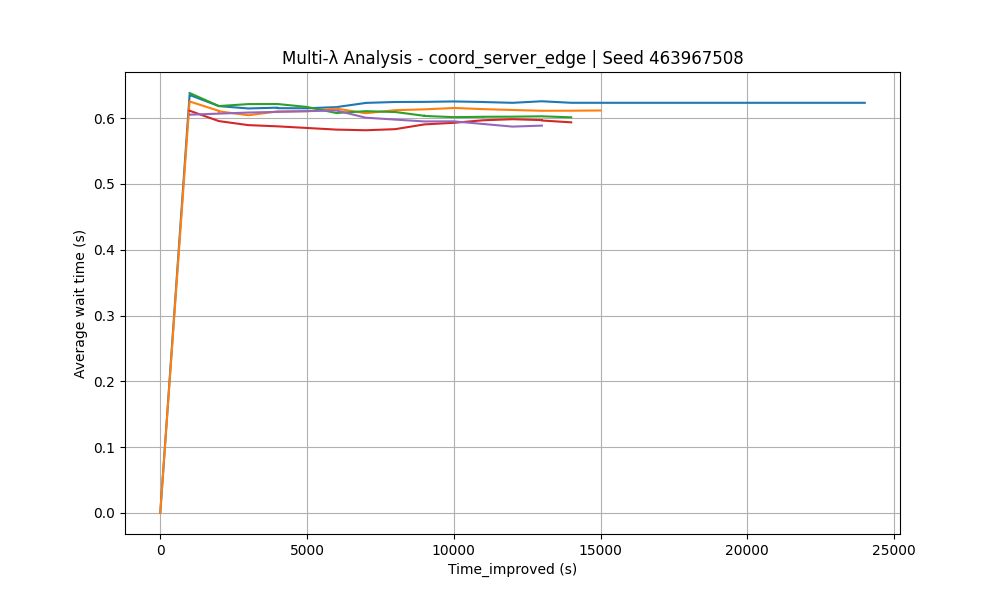 Multi-λ Analysis - coord_server_edge | Seed 463967508
Average wait time (s)
0.6
0.5
0.4
0.3
0.2
0.1
0.0
0 5000 10000 15000 20000 25000
Time_improved (s)